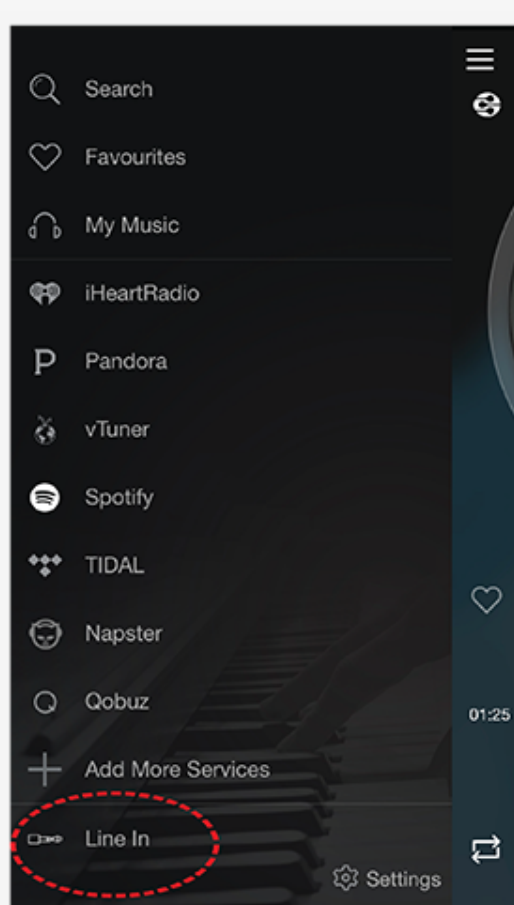 Search
Favourites
My Music
iHeartRadio
Pandora
vTuner
Spotify
TIDAL
Napster
Qobuz
01:25
Add More Services
Line In
Settings